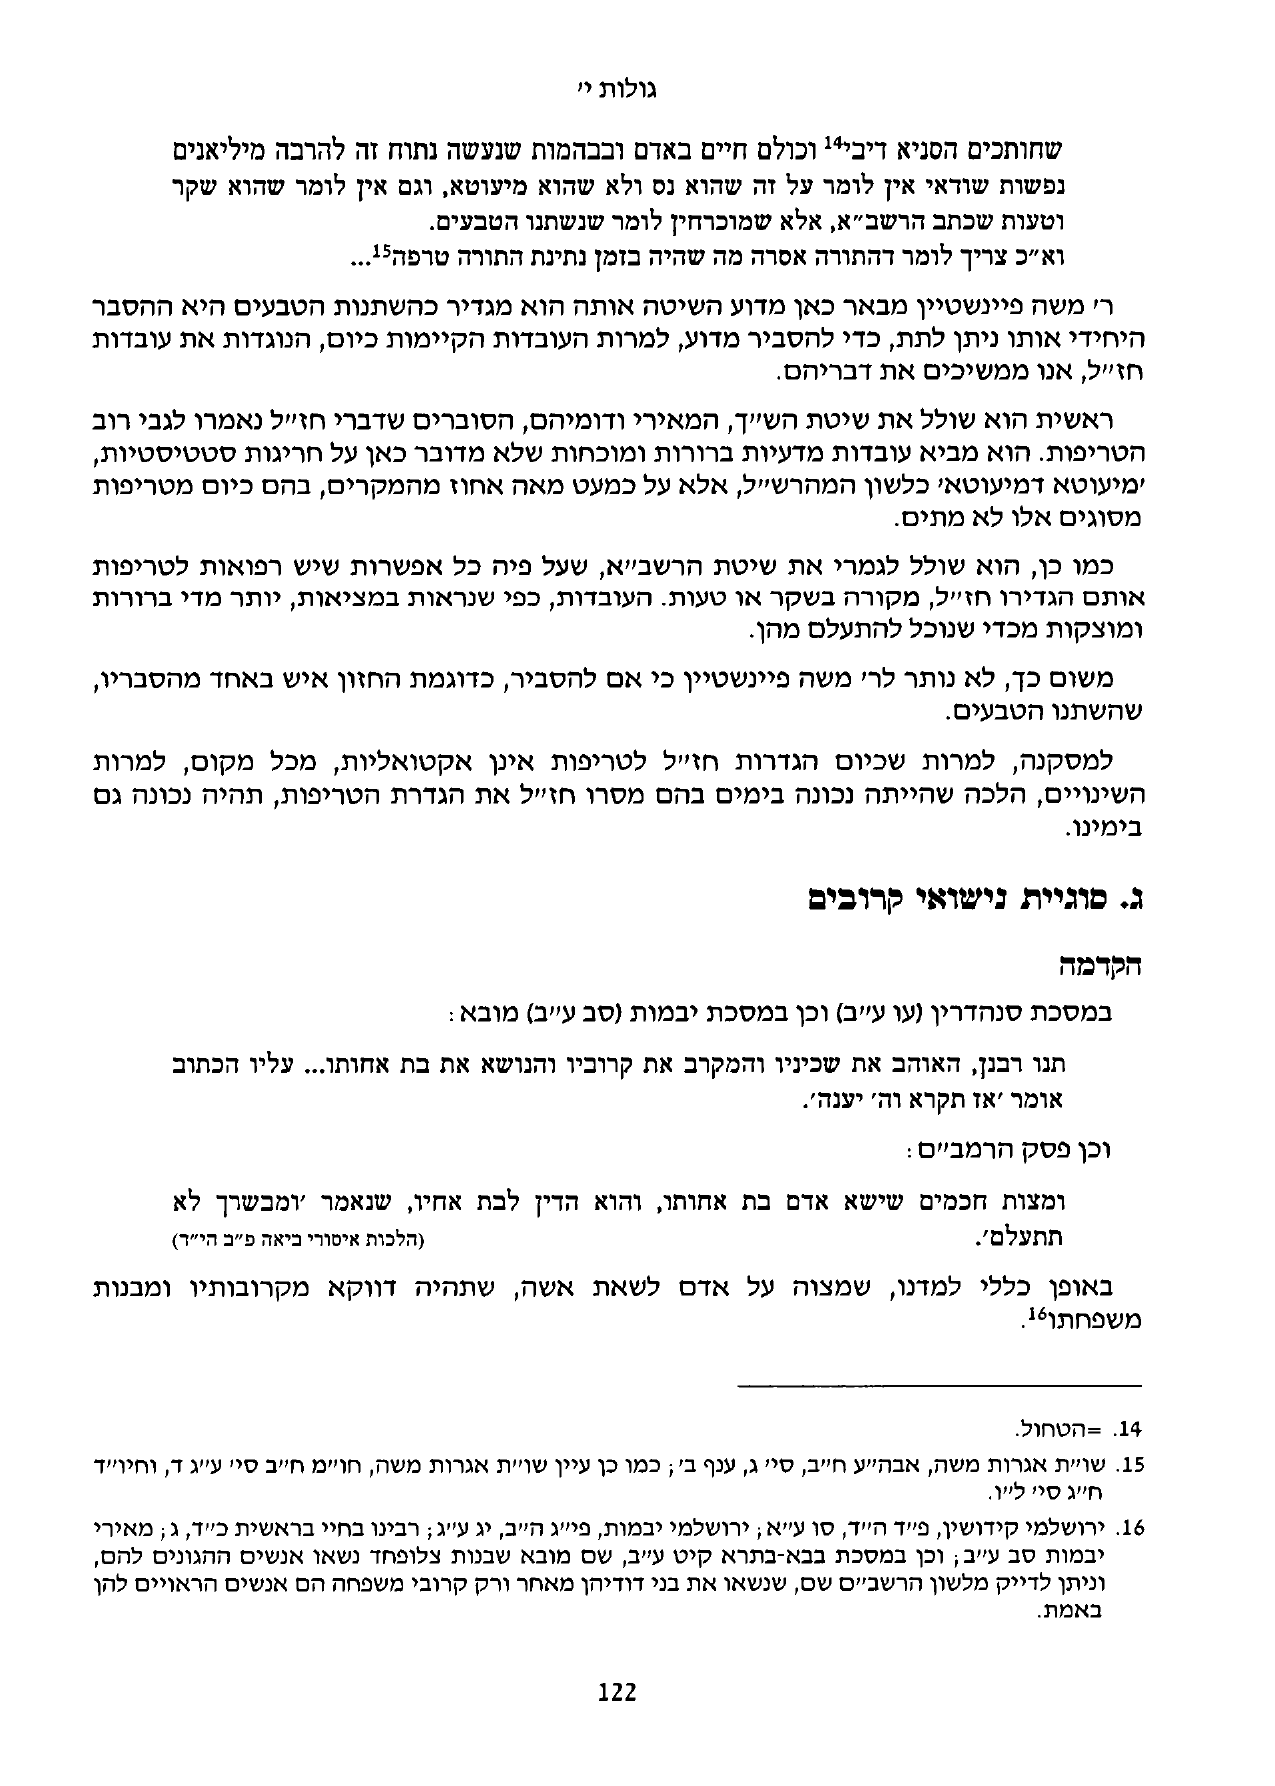 גולות י'
שחותכים הסניא דיבי14 וכולם חיים באדם ובבהמות שנעשה נתוח זה להרבה מיליאנים
נפשות שודאי אין לומר על זה שהוא נס ולא שהוא מיעוטא, וגם אין לומר שהוא שקר
וטעות שכתב הרשב״א, אלא שמוכרחין לומר שנשתנו הטבעים.
וא״כ צריך לומר דהתורה אסרה מה שהיה בזמן נתינת התורה טרפה15...
ר' משה פיינשטיין מבאר כאן מדוע השיטה אותה הוא מגדיר כהשתנות הטבעים היא ההסבר
היחידי אותו ניתן לתת, כדי להסביר מדוע, למרות העובדות הקיימות כיום, הנוגדות את עובדות
חז״ל, אנו ממשיכים את דבריהם.
ראשית הוא שולל את שיטת הש״ך, המאירי ודומיהם, הסוברים שדברי חז״ל נאמרו לגבי רוב
הטריפות. הוא מביא עובדות מדעיות ברורות ומוכחות שלא מדובר כאן על חריגות סטטיסטיות,
'מיעוטא דמיעוטא' כלשון המהרש״ל, אלא על כמעט מאה אחוז מהמקרים, בהם כיום מטריפות
מסוגים אלו לא מתים.
כמו כן, הוא שולל לגמרי את שיטת הרשב״א, שעל פיה כל אפשרות שיש רפואות לטריפות
אותם הגדירו חז״ל, מקורה בשקר או טעות. העובדות, כפי שנראות במציאות, יותר מדי ברורות
ומוצקות מכדי שנוכל להתעלם מהן.
משום כך, לא נותר לר' משה פיינשטיין כי אם להסביר, כדוגמת החזון איש באחד מהסבריו,
שהשתנו הטבעים.
למסקנה, למרות שכיום הגדרות חז״ל לטריפות אינן אקטואליות, מכל מקום, למרות
השינויים, הלכה שהייתה נכונה בימים בהם מסרו חז״ל את הגדרת הטריפות, תהיה נכונה גם
בימינו.
ג. סוגיית נישואי קרובים
הקדמה
במסכת סנהדרין (עו ע״ב) וכן במסכת יבמות (סב ע״ב) מובא:
תנו רבנן, האוהב את שכיניו והמקרב את קרוביו והנושא את בת אחותו... עליו הכתוב
אומר 'אז תקרא וה' יענה'.
וכן פסק הרמב״ם:
ומצות חכמים שישא אדם בת אחותו, והוא הדין לבת אחיו, שנאמר 'ומבשרך לא
תתעלם'. (הלכות איסורי ביאה פ״ב הי״ד)
באופן כללי למדנו, שמצוה על אדם לשאת אשה, שתהיה דווקא מקרובותיו ומבנות
משפחתו16.
14. =הטחול.
15. שו״ת אגרות משה, אבה״ע ח״ב, סי' ג, ענף ב'; כמו כן עיין שו״ת אגרות משה, חו״מ ח״ב סי' ע״ג ד, וחיו״ד
ח״ג סי' ל״ו.
16. ירושלמי קידושין, פ״ד ה״ד, סו ע״א; ירושלמי יבמות, פי״ג ה״ב, יג ע״ג; רבינו בחיי בראשית כ״ד, ג; מאירי
יבמות סב ע״ב; וכן במסכת בבא-בתרא קיט ע״ב, שם מובא שבנות צלופחד נשאו אנשים ההגונים להם,
וניתן לדייק מלשון הרשב״ם שם, שנשאו את בני דודיהן מאחר ורק קרובי משפחה הם אנשים הראויים להן
באמת.
122